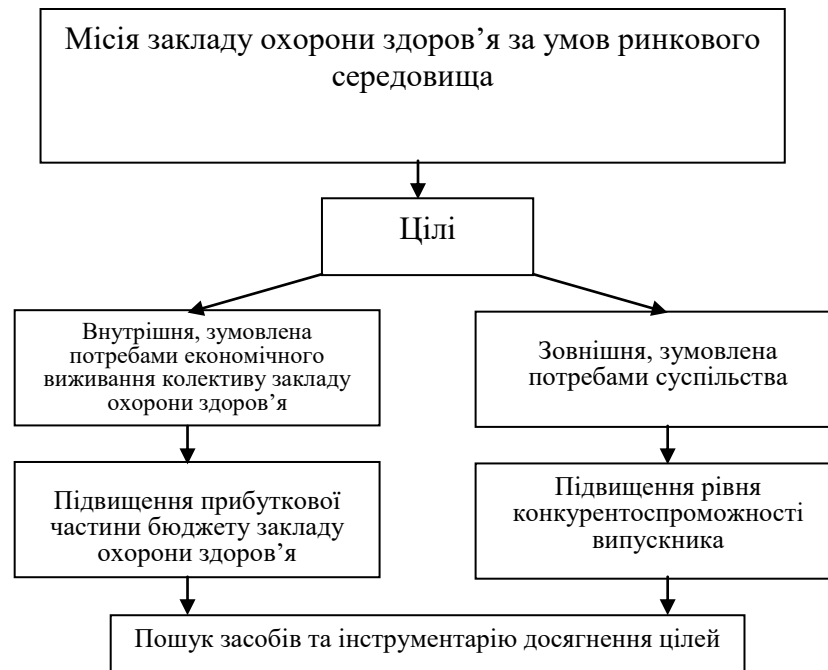 Місія закладу охорони здоров’я за умов ринкового
середовища
Цілі
Внутрішня, зумовлена
потребами економічного
виживання колективу закладу
охорони здоров’я
Зовнішня, зумовлена
потребами суспільства
Підвищення прибуткової
частини бюджету закладу
охорони здоров’я
Підвищення рівня
конкурентоспроможності
випускника
Пошук засобів та інструментарію досягнення цілей